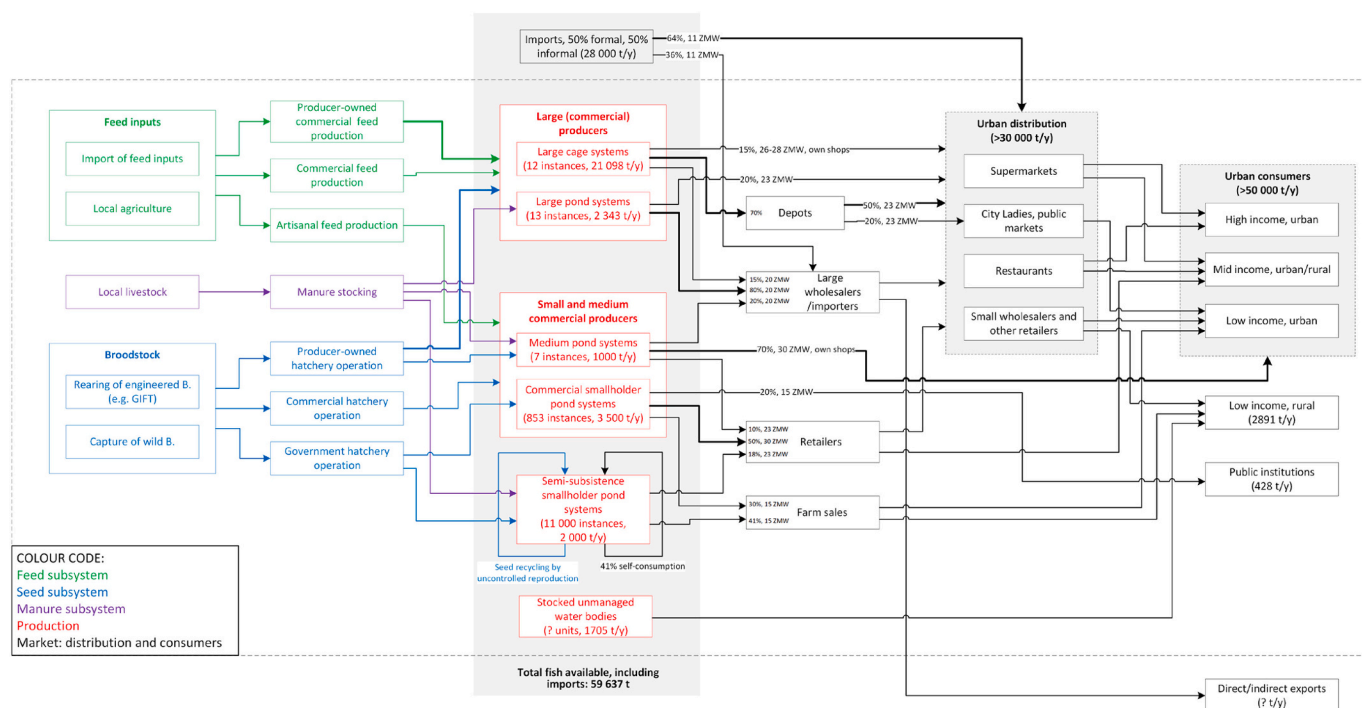 Imports, 50% formal, 50%
informal (28 000 t/y)
64%, 11 ZMW
36%, 11 ZMW
Feed inputs
Import of feed inputs
Local agriculture
Producer-owned
commercial feed
production
Commercial feed
production
Artisanal feed production
Local livestock
Manure stocking
Broodstock
Rearing of engineered B.
(e.g. GIFT)
Capture of wild B.
Producer-owned
hatchery operation
Commercial hatchery
operation
Government hatchery
operation
Large (commercial)
producers
Large cage systems
(12 instances, 21 098 t/y)
Large pond systems
(13 instances, 2 343 t/y)
Small and medium
commercial producers
Medium pond systems
(7 instances, 1000 t/y)
Commercial smallholder
pond systems
(853 instances, 3 500 t/y)
Semi-subsistence
smallholder pond
systems
(11 000 instances,
2 000 t/y)
Seed recycling by
uncontrolled reproduction
41% self-consumption
Stocked unmanaged
water bodies
(? units, 1705 t/y)
Total fish available, including
imports: 59 637 t
15%, 26-28 ZMW, own shops
20%, 23 ZMW
70%
Depots
50%, 23 ZMW
20%, 23 ZMW
15%, 20 ZMW
80%, 20 ZMW
20%, 20 ZMW
Large
wholesalers
/importers
70%, 30 ZMW, own shops
20%, 15 ZMW
10%, 23 ZMW
50%, 30 ZMW
18%, 23 ZMW
Retailers
30%, 15 ZMW
41%, 15 ZMW
Farm sales
Urban distribution
(>30 000 t/y)
Supermarkets
City Ladies, public
markets
Restaurants
Small wholesalers and
other retailers
Urban consumers
(>50 000 t/y)
High income, urban
Mid income, urban/rural
Low income,
urban
Low income, rural
(2891 t/y)
Public institutions
(428 t/y)
Direct/indirect exports
(? t/y)
COLOUR CODE:
Feed subsystem
Seed subsystem
Manure subsystem
Production
Market: distribution and consumers